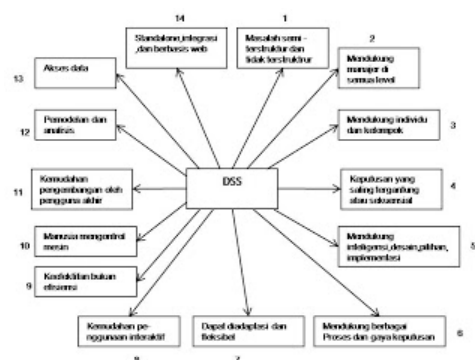 14
Standalone,integrasi
,dan berbasis web
1
Masalah semi -
terstruktur dan
tidak terstruktrur
2
Mendukung
manajer di
semua level
13
Akses data
12
Pemodelan dan
analisis
3
Mendukung individu
dan kelompok
DSS
11
Kemudahan
pengembangan oleh
pengguna akhir
4
Keputusan yang
saling tergantung
atau sekuensial
10
Manusia mengontrol
mesin
5
Mendukung
inteligensi,desain,pilihan,
implementasi
9
Keefektifan bukan
efisiensi
8
Kemudahan pe-
nggunaan interaktif
7
Dapat diadaptasi dan
fleksibel
6
Mendukung berbagai
Proses dan gaya keputusan